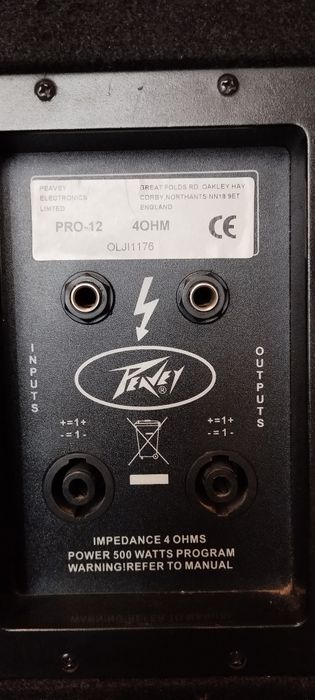 PEAVEY
ELECTRONICS
LIMITED
GREAT FOLDS RD, OAKLEY HAY
CORBY, NORTHANTS NN18 9ET
ENGLAND
PRO-12 4OHM CE
OLJI1176
INPUTS
OUTPUTS
PEAVEY®
+=1+
-=1-
+=1+
-=1-
IMPEDANCE 4 OHMS
POWER 500 WATTS PROGRAM
WARNING!REFER TO MANUAL